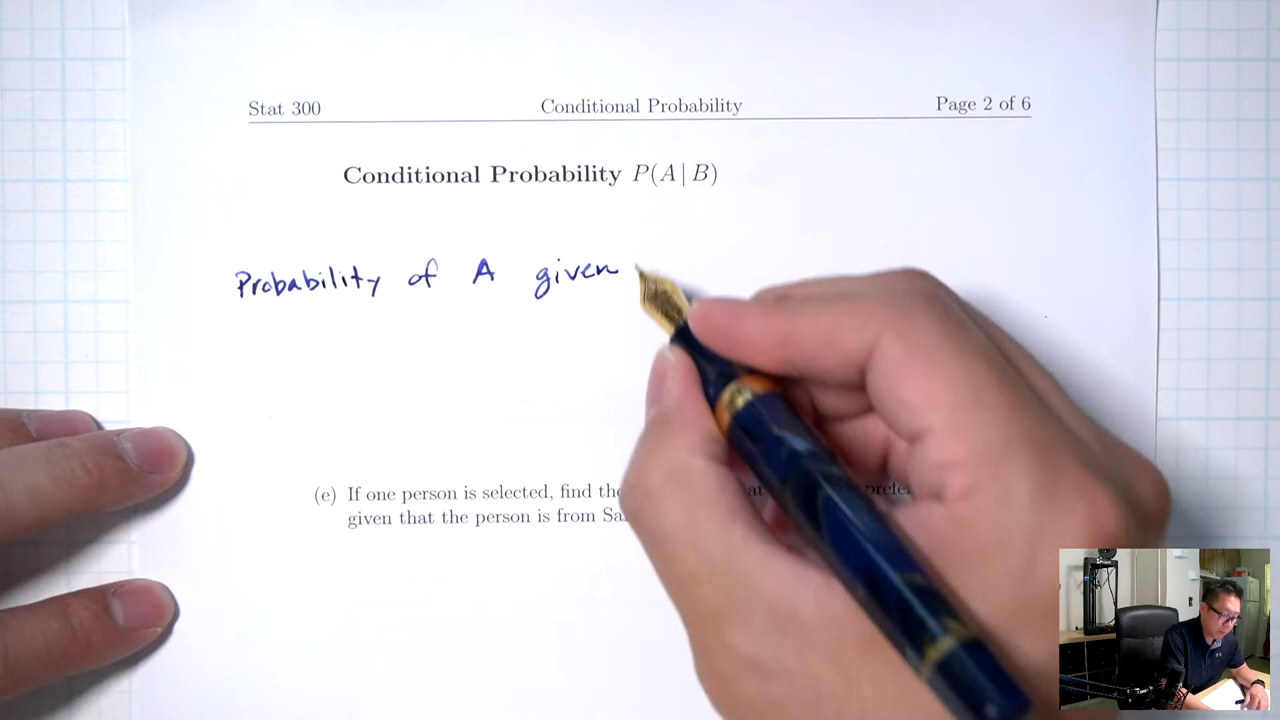 Stat 300 Conditional Probability Page 2 of 6
Conditional Probability P(A | B)
Probability of A given
(e) If one person is selected, find the at
given that the person is from